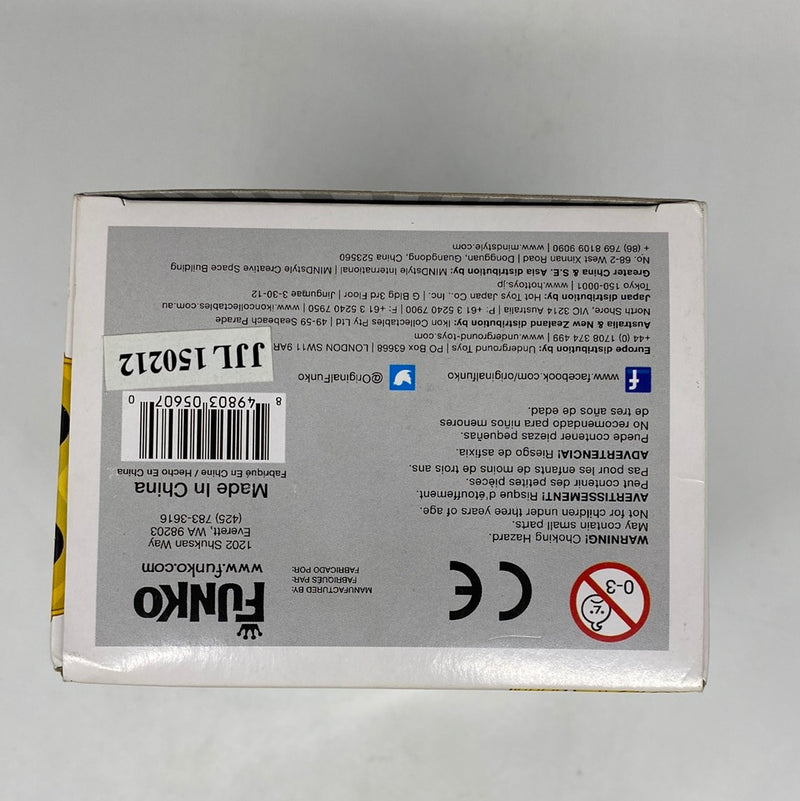 0-3
CE
MANUFACTURED BY:
FABRIQUÉS PAR:
FABRICADO POR:
FUNKO
www.funko.com
WARNING! Choking Hazard.
May contain small parts.
Not for children under three years of age.
AVERTISSEMENT! Risque d'étouffement.
Peut contenir des petites pièces.
Pas pour les enfants de moins de trois ans.
ADVERTENCIA! Riesgo de asfixia.
Puede contener piezas pequeñas.
No recomendado para niños menores
de tres de años de edad.
1202 Shuksan Way
Everett, WA 98203
(425) 783-3616
Made In China
Fabriqué En Chine / Hecho En China
8 49803 05607 0
www.facebook.com/originalfunko
@OriginalFunko
JJL 150212
Europe distribution by: Underground Toys | PO Box 63668 | LONDON SW11
+44 (0) 1708 374 499 | www.underground-toys.com
Australia & New Zealand distribution by: Ikon Collectables Pty Ltd | 49-59 Seabeach Parade
North Shore, VIC 3214 Australia | P: +61 3 5240 7900 | F: +61 3 5240 7950 | www.ikoncollectables.com.au
Japan distribution by: Hot Toys Japan Co., Inc. | G Bldg 3rd Floor | Jingumae 3-30-12
Tokyo 150-0001 | www.hottoys.jp
Greater China & S.E. Asia distribution by: MINDstyle International | MINDstyle Creative Space Building
No. 68-2 West Xinnan Road | Dongguan, Guangdong, China 523560
+ (86) 769 8109 9090 | www.mindstyle.com